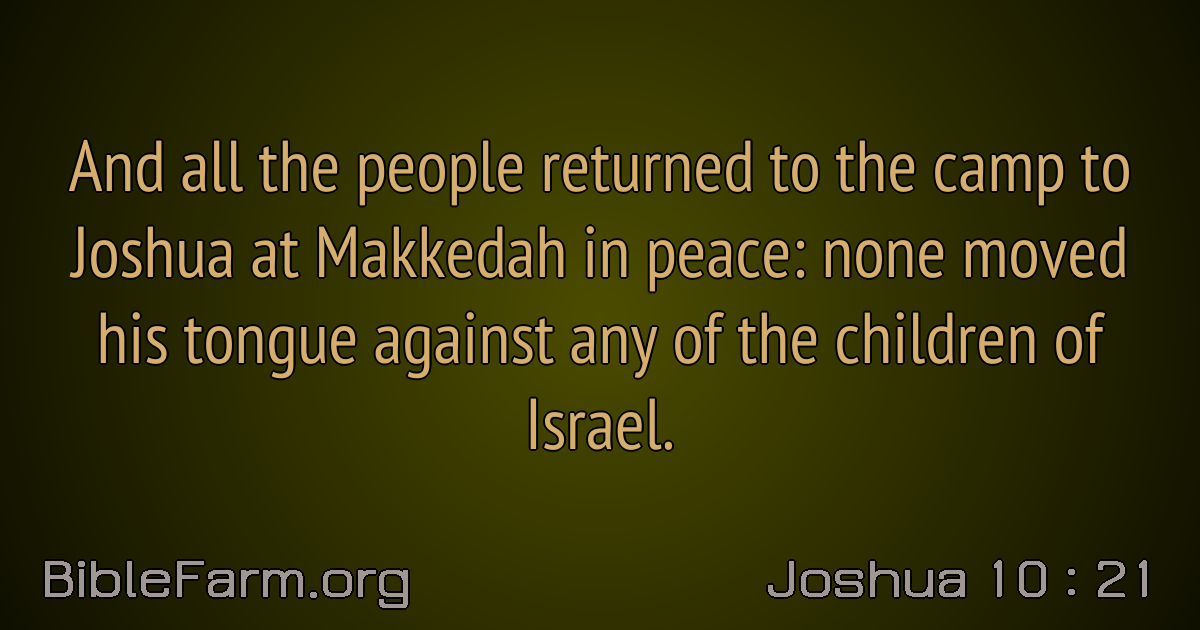 And all the people returned to the camp to
Joshua at Makkedah in peace: none moved
his tongue against any of the children of
Israel.
BibleFarm.org
Joshua 10 : 21